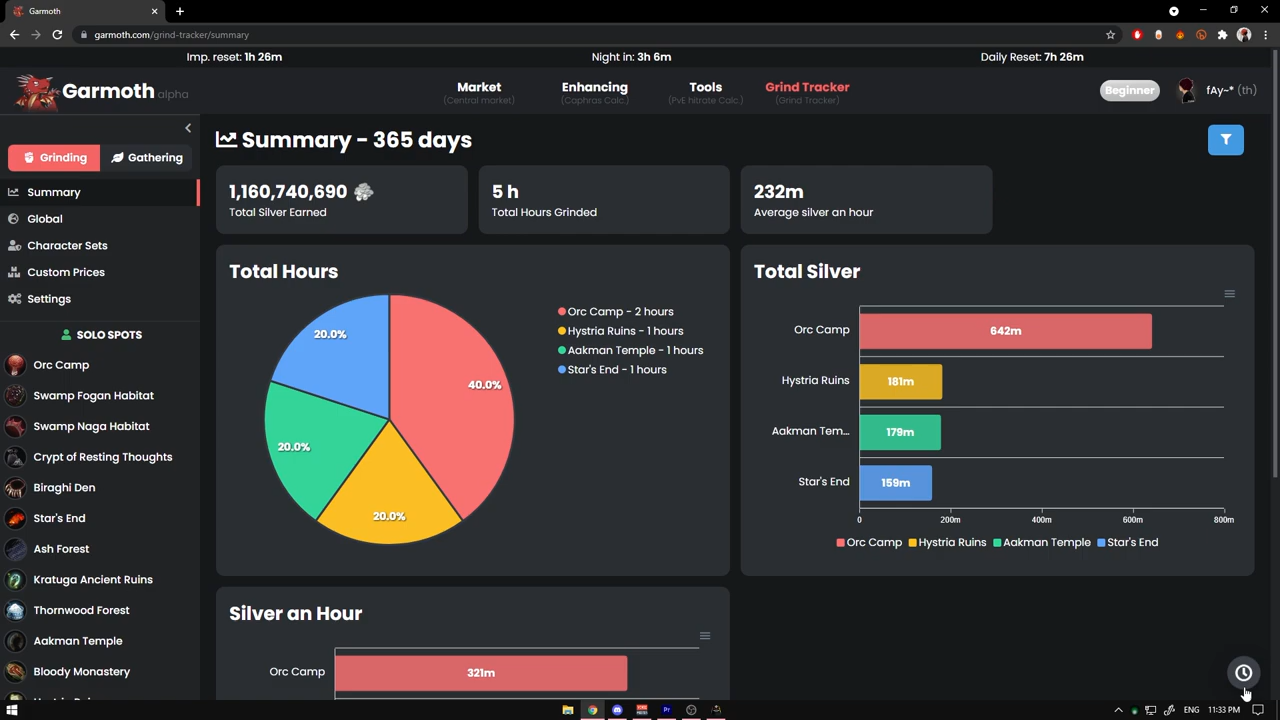 Garmoth
garmoth.com/grind-tracker/summary
Imp. reset: 1h 26m
Night in: 3h 6m
Daily Reset: 7h 26m
Garmoth alpha
Market
(Central market)
Enhancing
(Caphras Calc.)
Tools
(PvE hitrate Calc.)
Grind Tracker
(Grind Tracker)
Beginner
fAy~* (th)
Grinding
Gathering
Summary
Global
Character Sets
Custom Prices
Settings
SOLO SPOTS
Orc Camp
Swamp Fogan Habitat
Swamp Naga Habitat
Crypt of Resting Thoughts
Biraghi Den
Star's End
Ash Forest
Kratuga Ancient Ruins
Thornwood Forest
Aakman Temple
Bloody Monastery
Summary - 365 days
1,160,740,690
Total Silver Earned
5 h
Total Hours Grinded
232m
Average silver an hour
Total Hours
20.0%
40.0%
20.0%
20.0%
Orc Camp - 2 hours
Hystria Ruins - 1 hours
Aakman Temple - 1 hours
Star's End - 1 hours
Total Silver
Orc Camp 642m
Hystria Ruins 181m
Aakman Tem... 179m
Star's End 159m
0 200m 400m 600m 800m
Orc Camp Hystria Ruins Aakman Temple Star's End
Silver an Hour
Orc Camp 321m
ENG 11:33 PM